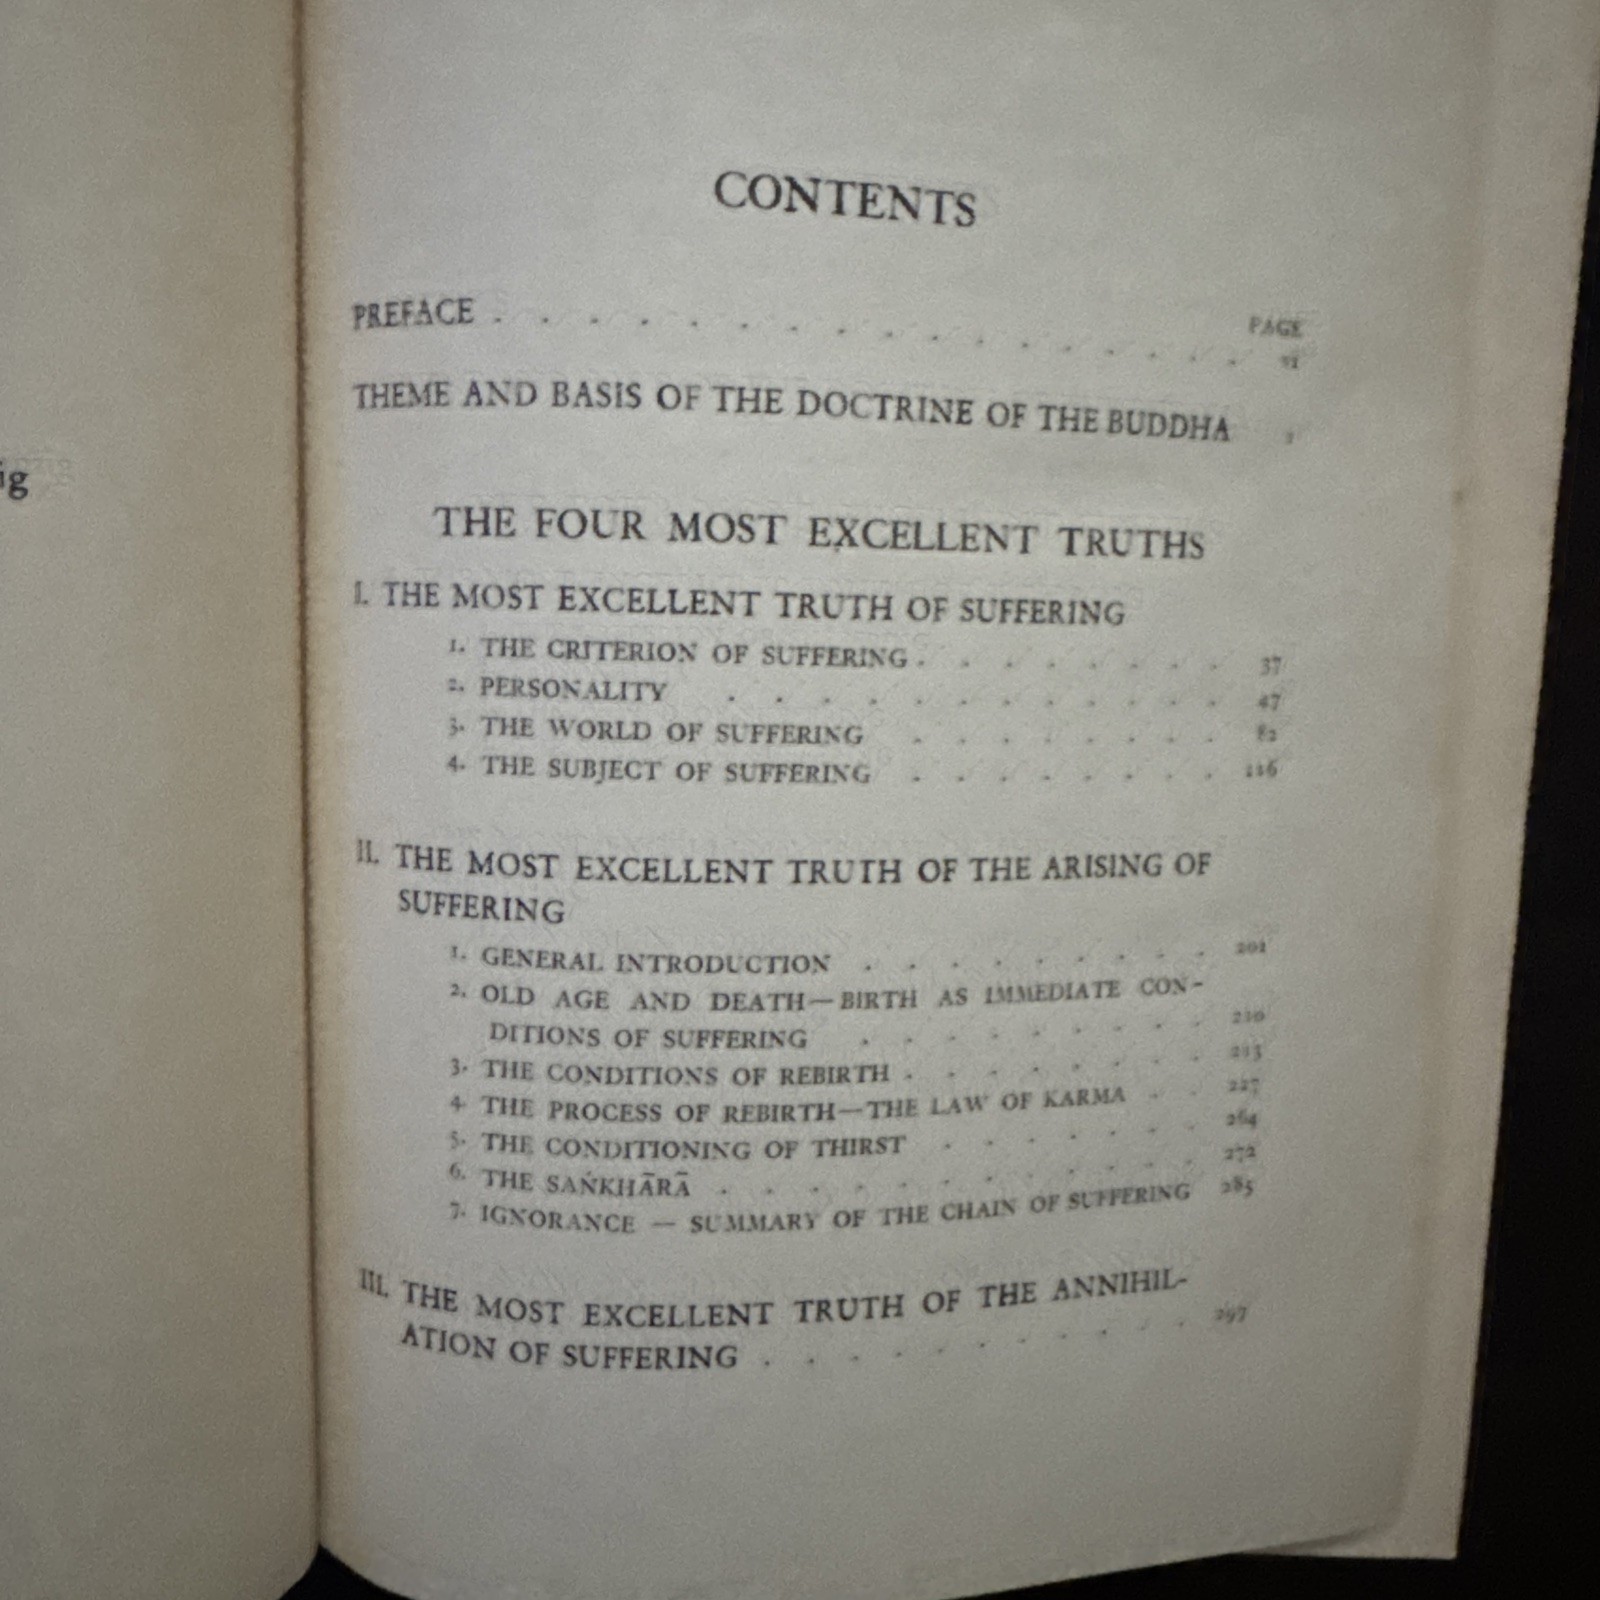 ig
CONTENTS
PAGE
PREFACE . . . . . . . . . . . . . . . .
THEME AND BASIS OF THE DOCTRINE OF THE BUDDHA
THE FOUR MOST EXCELLENT TRUTHS
I. THE MOST EXCELLENT TRUTH OF SUFFERING
1. THE CRITERION OF SUFFERING . . . . . . . . 37
2. PERSONALITY . . . . . . . . . . . . 47
3. THE WORLD OF SUFFERING . . . . . . . . 82
4. THE SUBJECT OF SUFFERING . . . . . . . .
II. THE MOST EXCELLENT TRUTH OF THE ARISING OF
SUFFERING
1. GENERAL INTRODUCTION . . . . . . . . . 201
2. OLD AGE AND DEATH—BIRTH AS IMMEDIATE CON-
DITIONS OF SUFFERING . . . . . . . . .
3. THE CONDITIONS OF REBIRTH . . . . . . . .
4. THE PROCESS OF REBIRTH—THE LAW OF KARMA . . 227
5. THE CONDITIONING OF THIRST . . . . . . . 264
6. THE SAṄKHĀRĀ . . . . . . . . . . . 272
7. IGNORANCE — SUMMARY OF THE CHAIN OF SUFFERING 285
III. THE MOST EXCELLENT TRUTH OF THE ANNIHIL-
ATION OF SUFFERING . . . . . . . . . . 297